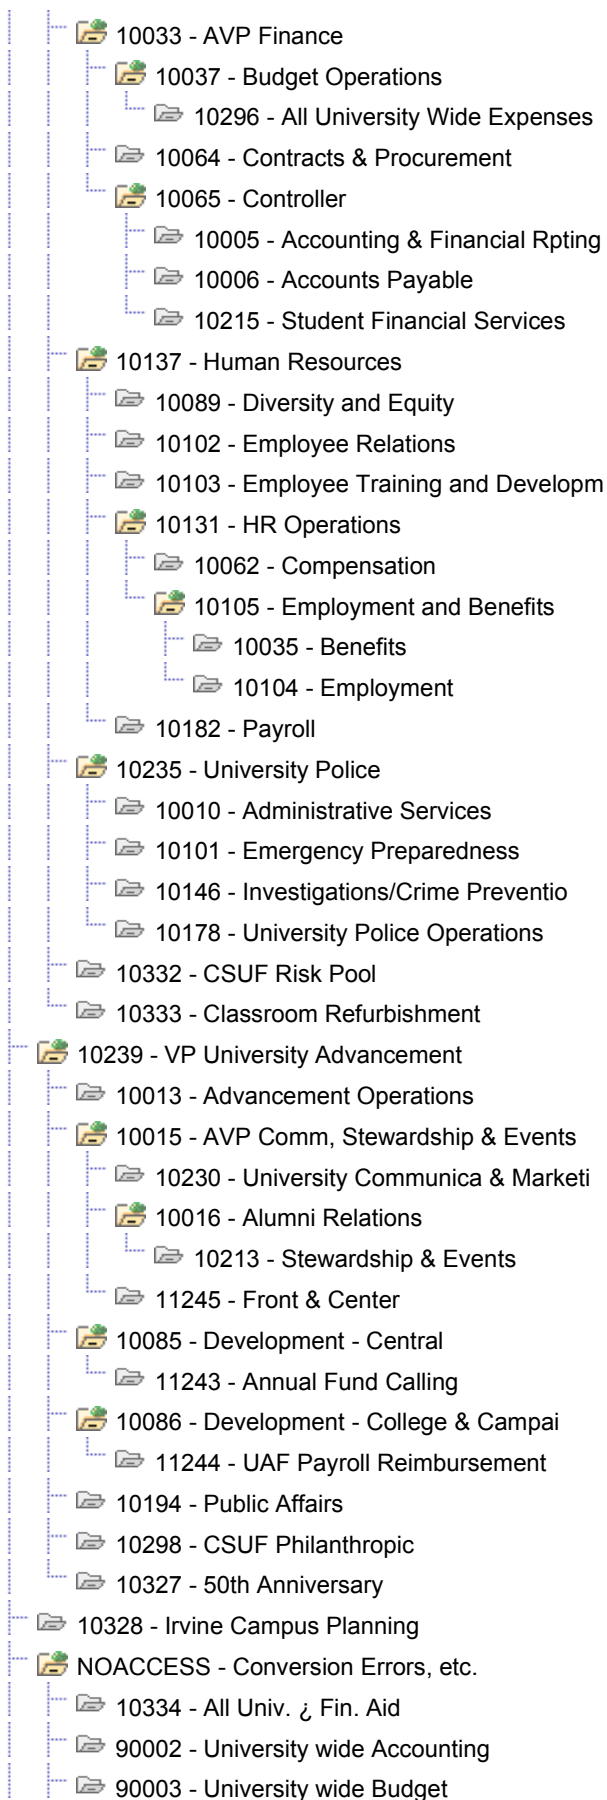 10033 - AVP Finance
10037 - Budget Operations
10296 - All University Wide Expenses
10064 - Contracts & Procurement
10065 - Controller
10005 - Accounting & Financial Rpting
10006 - Accounts Payable
10215 - Student Financial Services
10137 - Human Resources
10089 - Diversity and Equity
10102 - Employee Relations
10103 - Employee Training and Developm
10131 - HR Operations
10062 - Compensation
10105 - Employment and Benefits
10035 - Benefits
10104 - Employment
10182 - Payroll
10235 - University Police
10010 - Administrative Services
10101 - Emergency Preparedness
10146 - Investigations/Crime Preventio
10178 - University Police Operations
10332 - CSUF Risk Pool
10333 - Classroom Refurbishment
10239 - VP University Advancement
10013 - Advancement Operations
10015 - AVP Comm, Stewardship & Events
10230 - University Communica & Marketi
10016 - Alumni Relations
10213 - Stewardship & Events
11245 - Front & Center
10085 - Development - Central
11243 - Annual Fund Calling
10086 - Development - College & Campai
11244 - UAF Payroll Reimbursement
10194 - Public Affairs
10298 - CSUF Philanthropic
10327 - 50th Anniversary
10328 - Irvine Campus Planning
NOACCESS - Conversion Errors, etc.
10334 - All Univ. ¿ Fin. Aid
90002 - University wide Accounting
90003 - University wide Budget